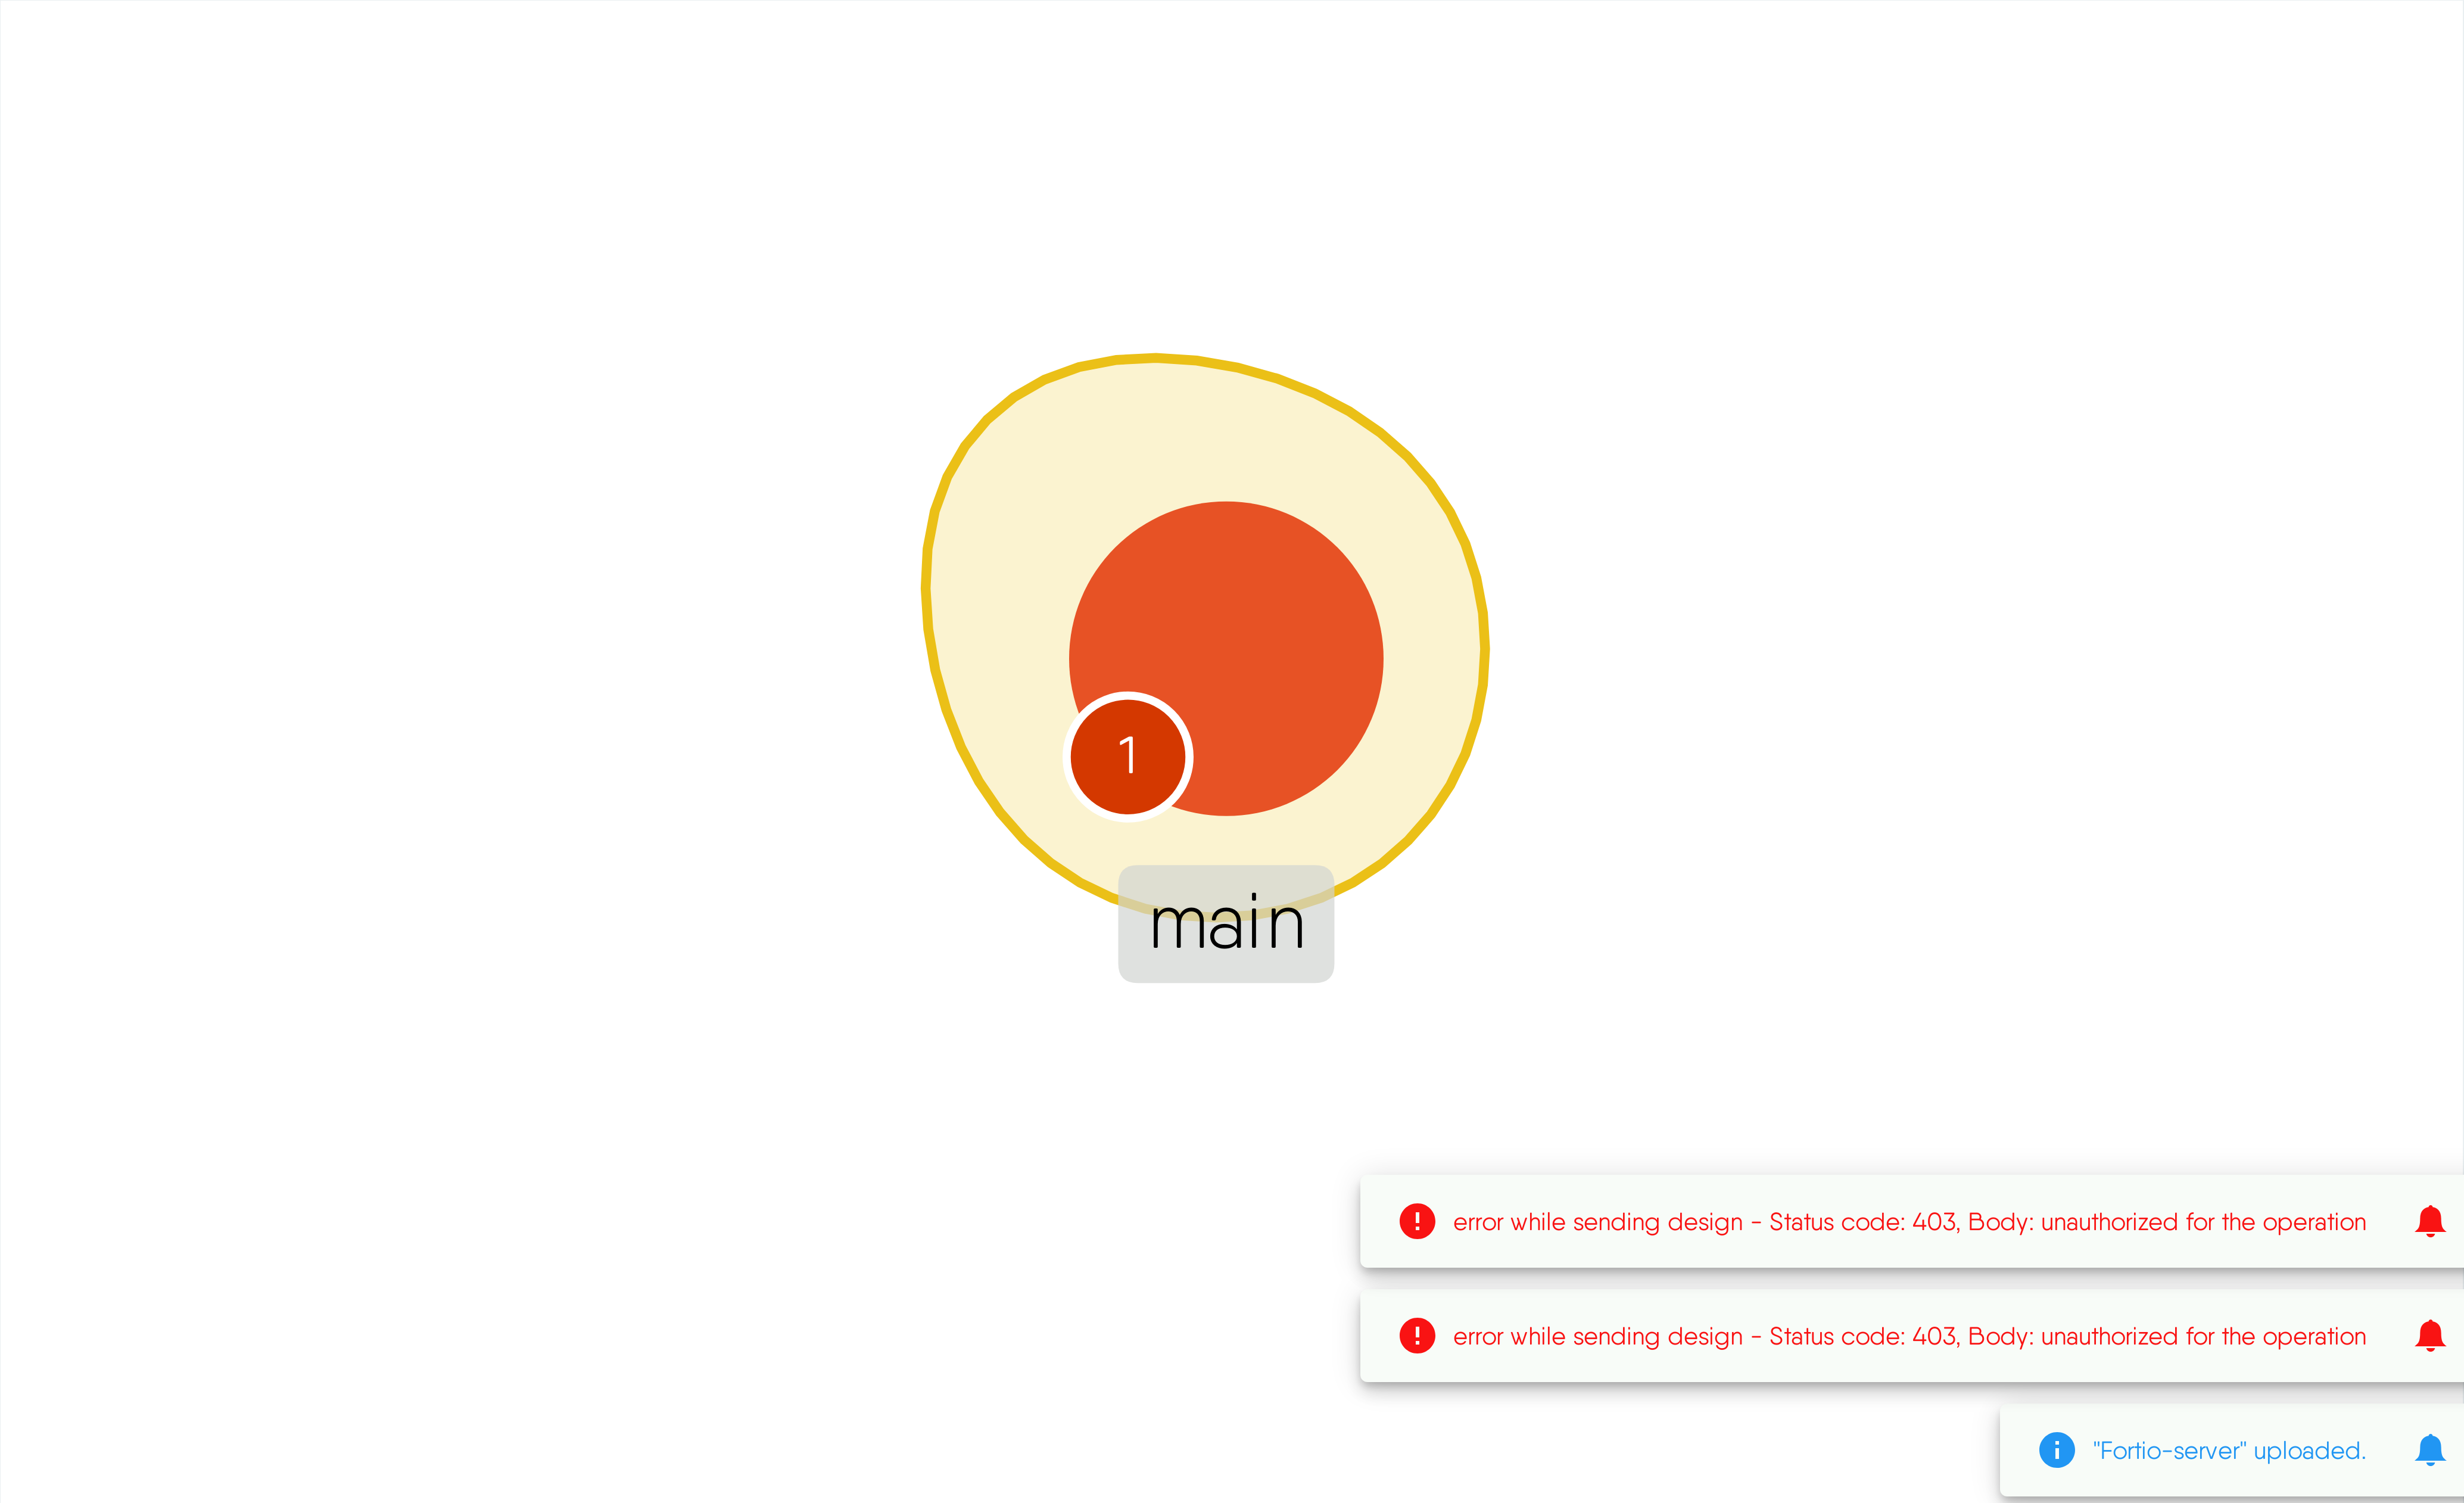 1
main
error while sending design - Status code: 403, Body: unauthorized for the operation
error while sending design - Status code: 403, Body: unauthorized for the operation
"Fortio-server" uploaded.